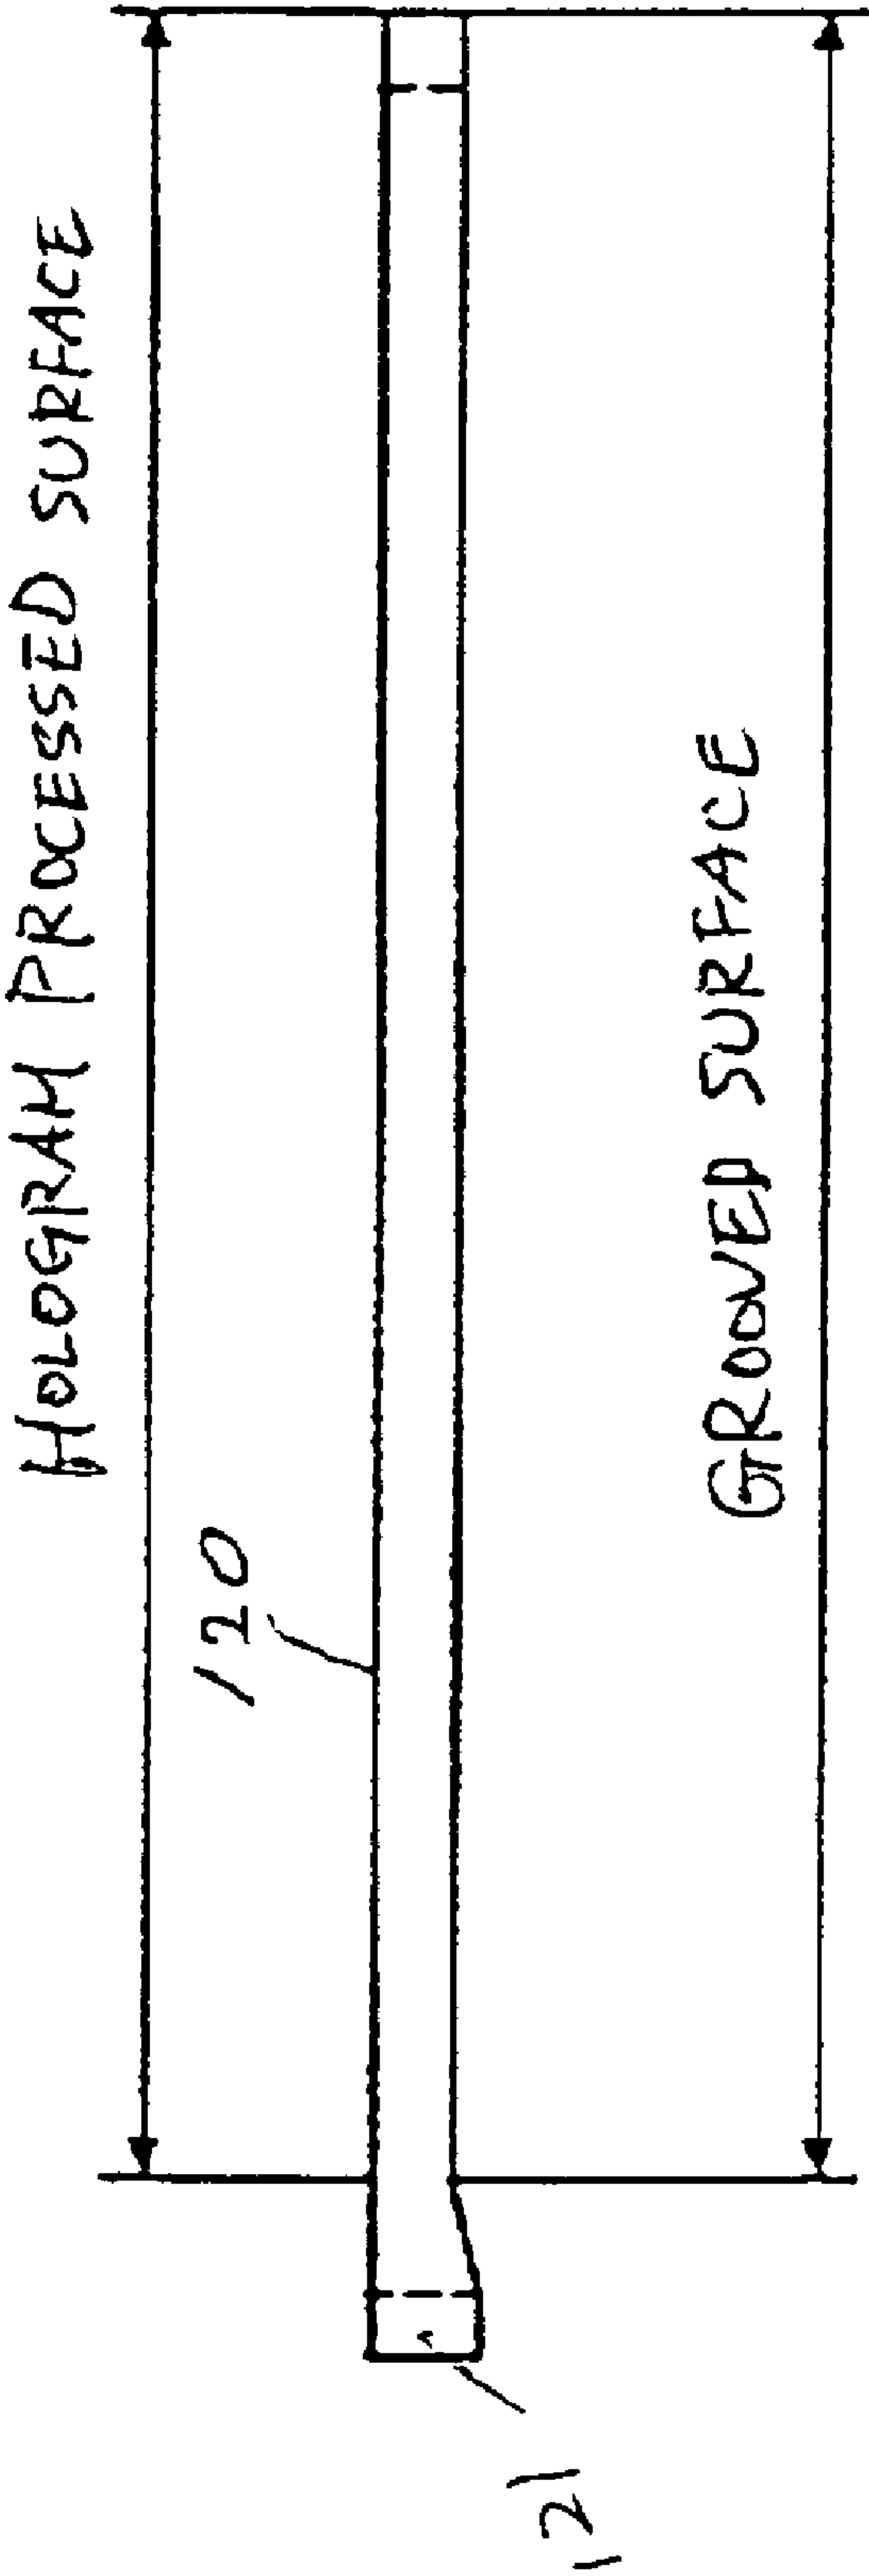 HOLOGRAM PROCESSED SURFACE
120
GROOVED SURFACE
121